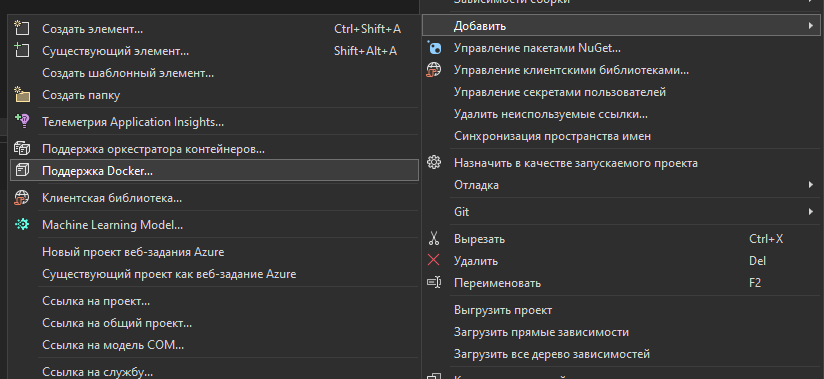 Создать элемент... Ctrl+Shift+A
Существующий элемент... Shift+Alt+A
Создать шаблонный элемент...
Создать папку
Телеметрия Application Insights...
Поддержка оркестратора контейнеров...
Поддержка Docker...
Клиентская библиотека...
Machine Learning Model...
Новый проект веб-задания Azure
Существующий проект как веб-задание Azure
Ссылка на проект...
Ссылка на общий проект...
Ссылка на модель COM...
Ссылка на службу...
Зависимости сборки
Добавить
Управление пакетами NuGet...
Управление клиентскими библиотеками...
Управление секретами пользователей
Удалить неиспользуемые ссылки...
Синхронизация пространства имен
Назначить в качестве запускаемого проекта
Отладка
Git
Вырезать Ctrl+X
Удалить Del
Переименовать F2
Выгрузить проект
Загрузить прямые зависимости
Загрузить все дерево зависимостей